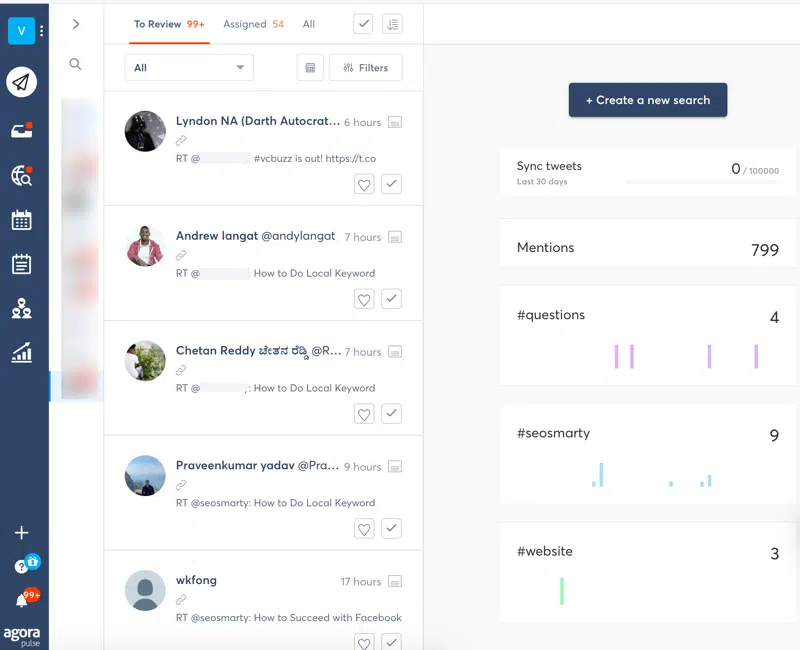 V
To Review 99+ Assigned 54 All
All
Filters
Lyndon NA (Darth Autocrat... 6 hours
RT @ #vcbuzz is out! https://t.co
Andrew langat @andylangat 7 hours
RT @ : How to Do Local Keyword
Chetan Reddy ಚೇತನ ರೆಡ್ಡಿ @R... 7 hours
RT @ : How to Do Local Keyword
Praveenkumar yadav @Pra... 9 hours
RT @seosmarty: How to Do Local Keyword
wkfong 17 hours
RT @seosmarty: How to Succeed with Facebook
+ Create a new search
Sync tweets 0 / 100000
Last 30 days
Mentions 799
#questions 4
#seosmarty 9
#website 3
?
99+
agora
pulse